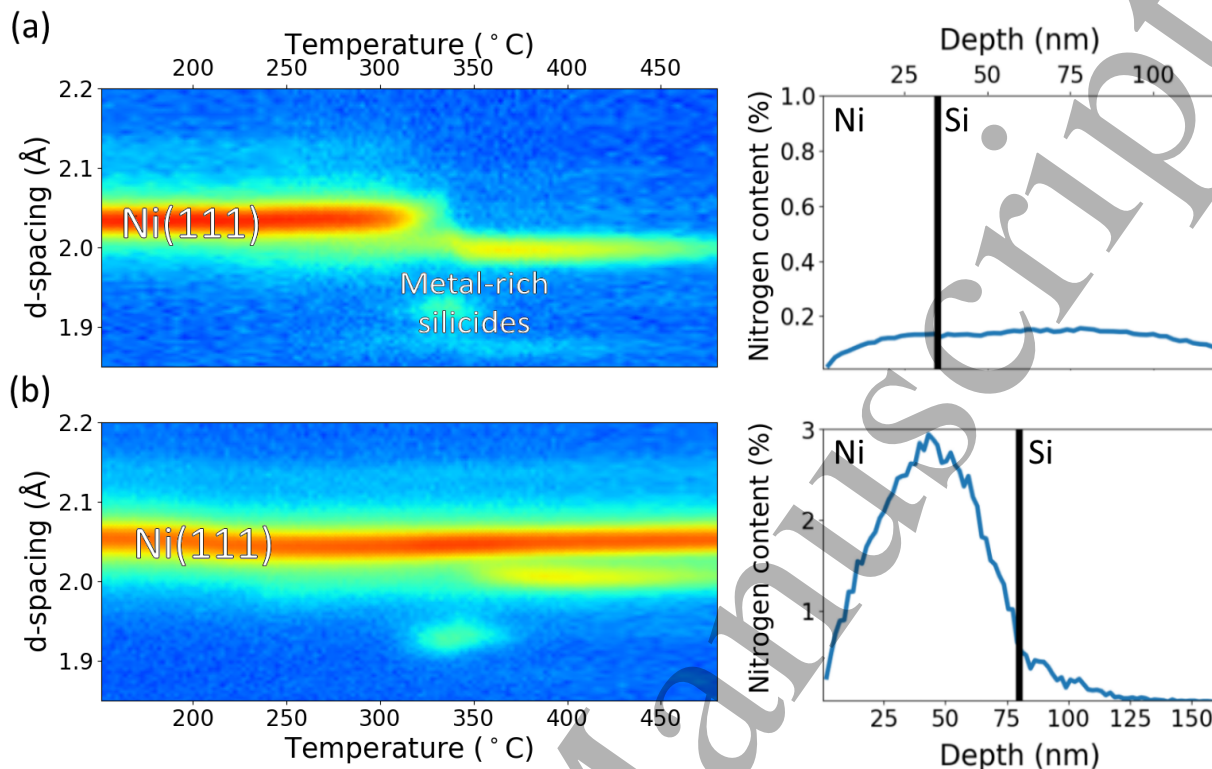 (a)
Temperature (°C)
200 250 300 350 400 450
d-spacing (Å)
2.2
2.1
2.0
1.9
Ni(111)
Metal-rich
silicides
Depth (nm)
25 50 75 100
Nitrogen content (%)
1.0
0.8
0.6
0.4
0.2
Ni
Si
(b)
d-spacing (Å)
2.2
2.1
2.0
1.9
Ni(111)
200 250 300 350 400 450
Temperature (°C)
Nitrogen content (%)
3
2
1
Ni
Si
25 50 75 100 125 150
Depth (nm)
Manuscript